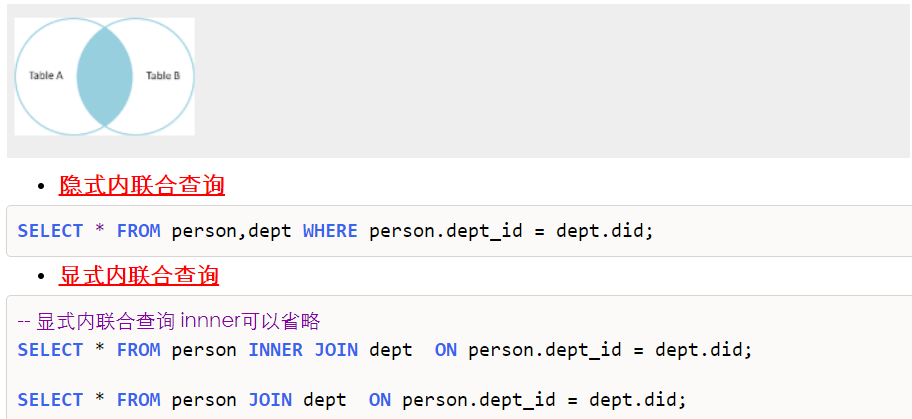 Table A Table B
隐式内联合查询
SELECT * FROM person,dept WHERE person.dept_id = dept.did;
显式内联合查询
-- 显式内联合查询 innner可以省略
SELECT * FROM person INNER JOIN dept  ON person.dept_id = dept.did;
SELECT * FROM person JOIN dept  ON person.dept_id = dept.did;